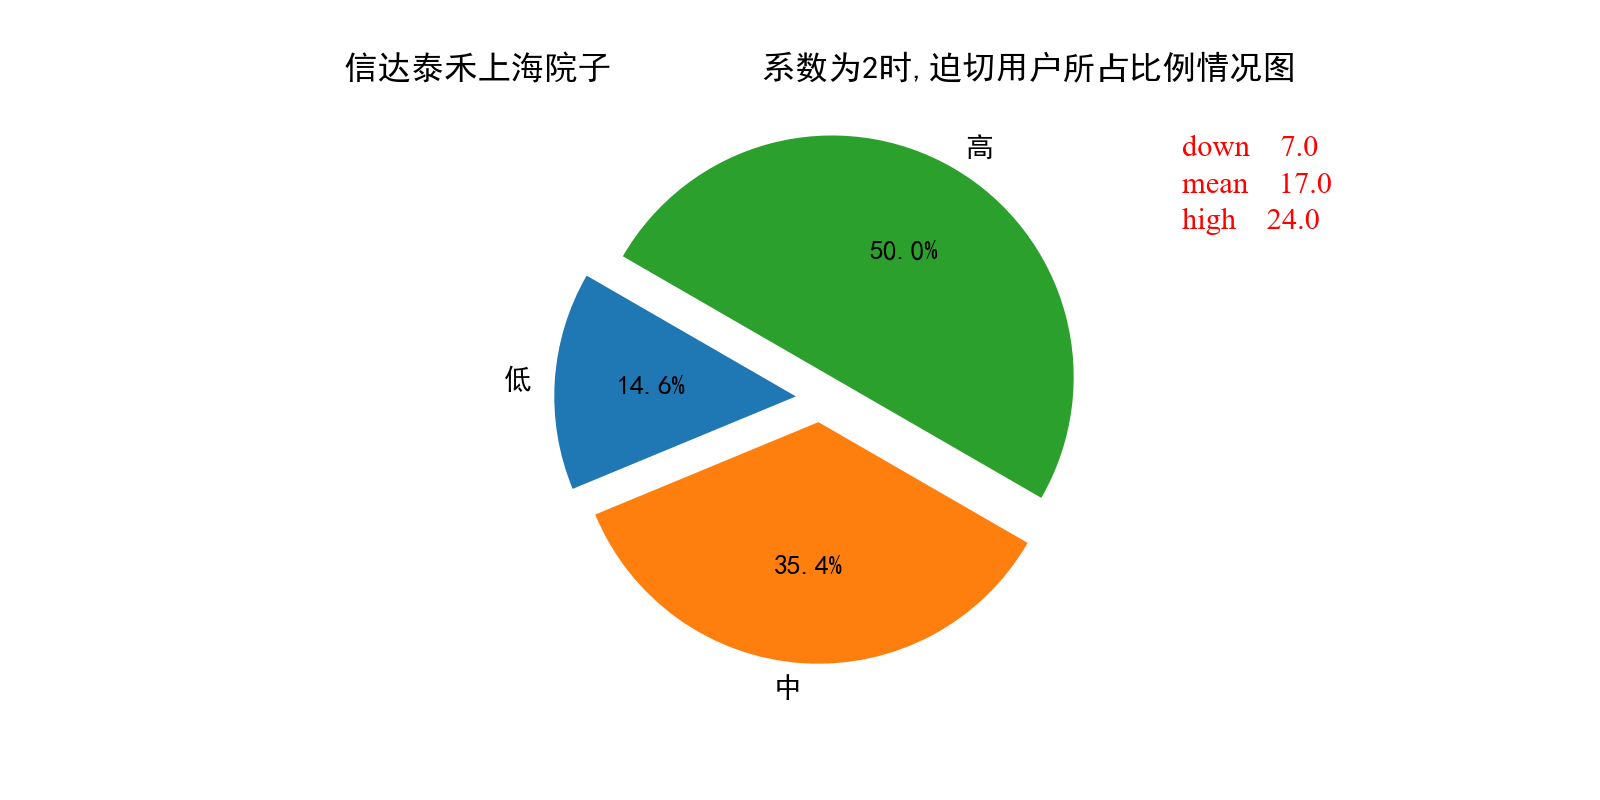 信达泰禾上海院子 系数为2时,迫切用户所占比例情况图
高
down 7.0
mean 17.0
high 24.0
50.0%
低
14.6%
35.4%
中